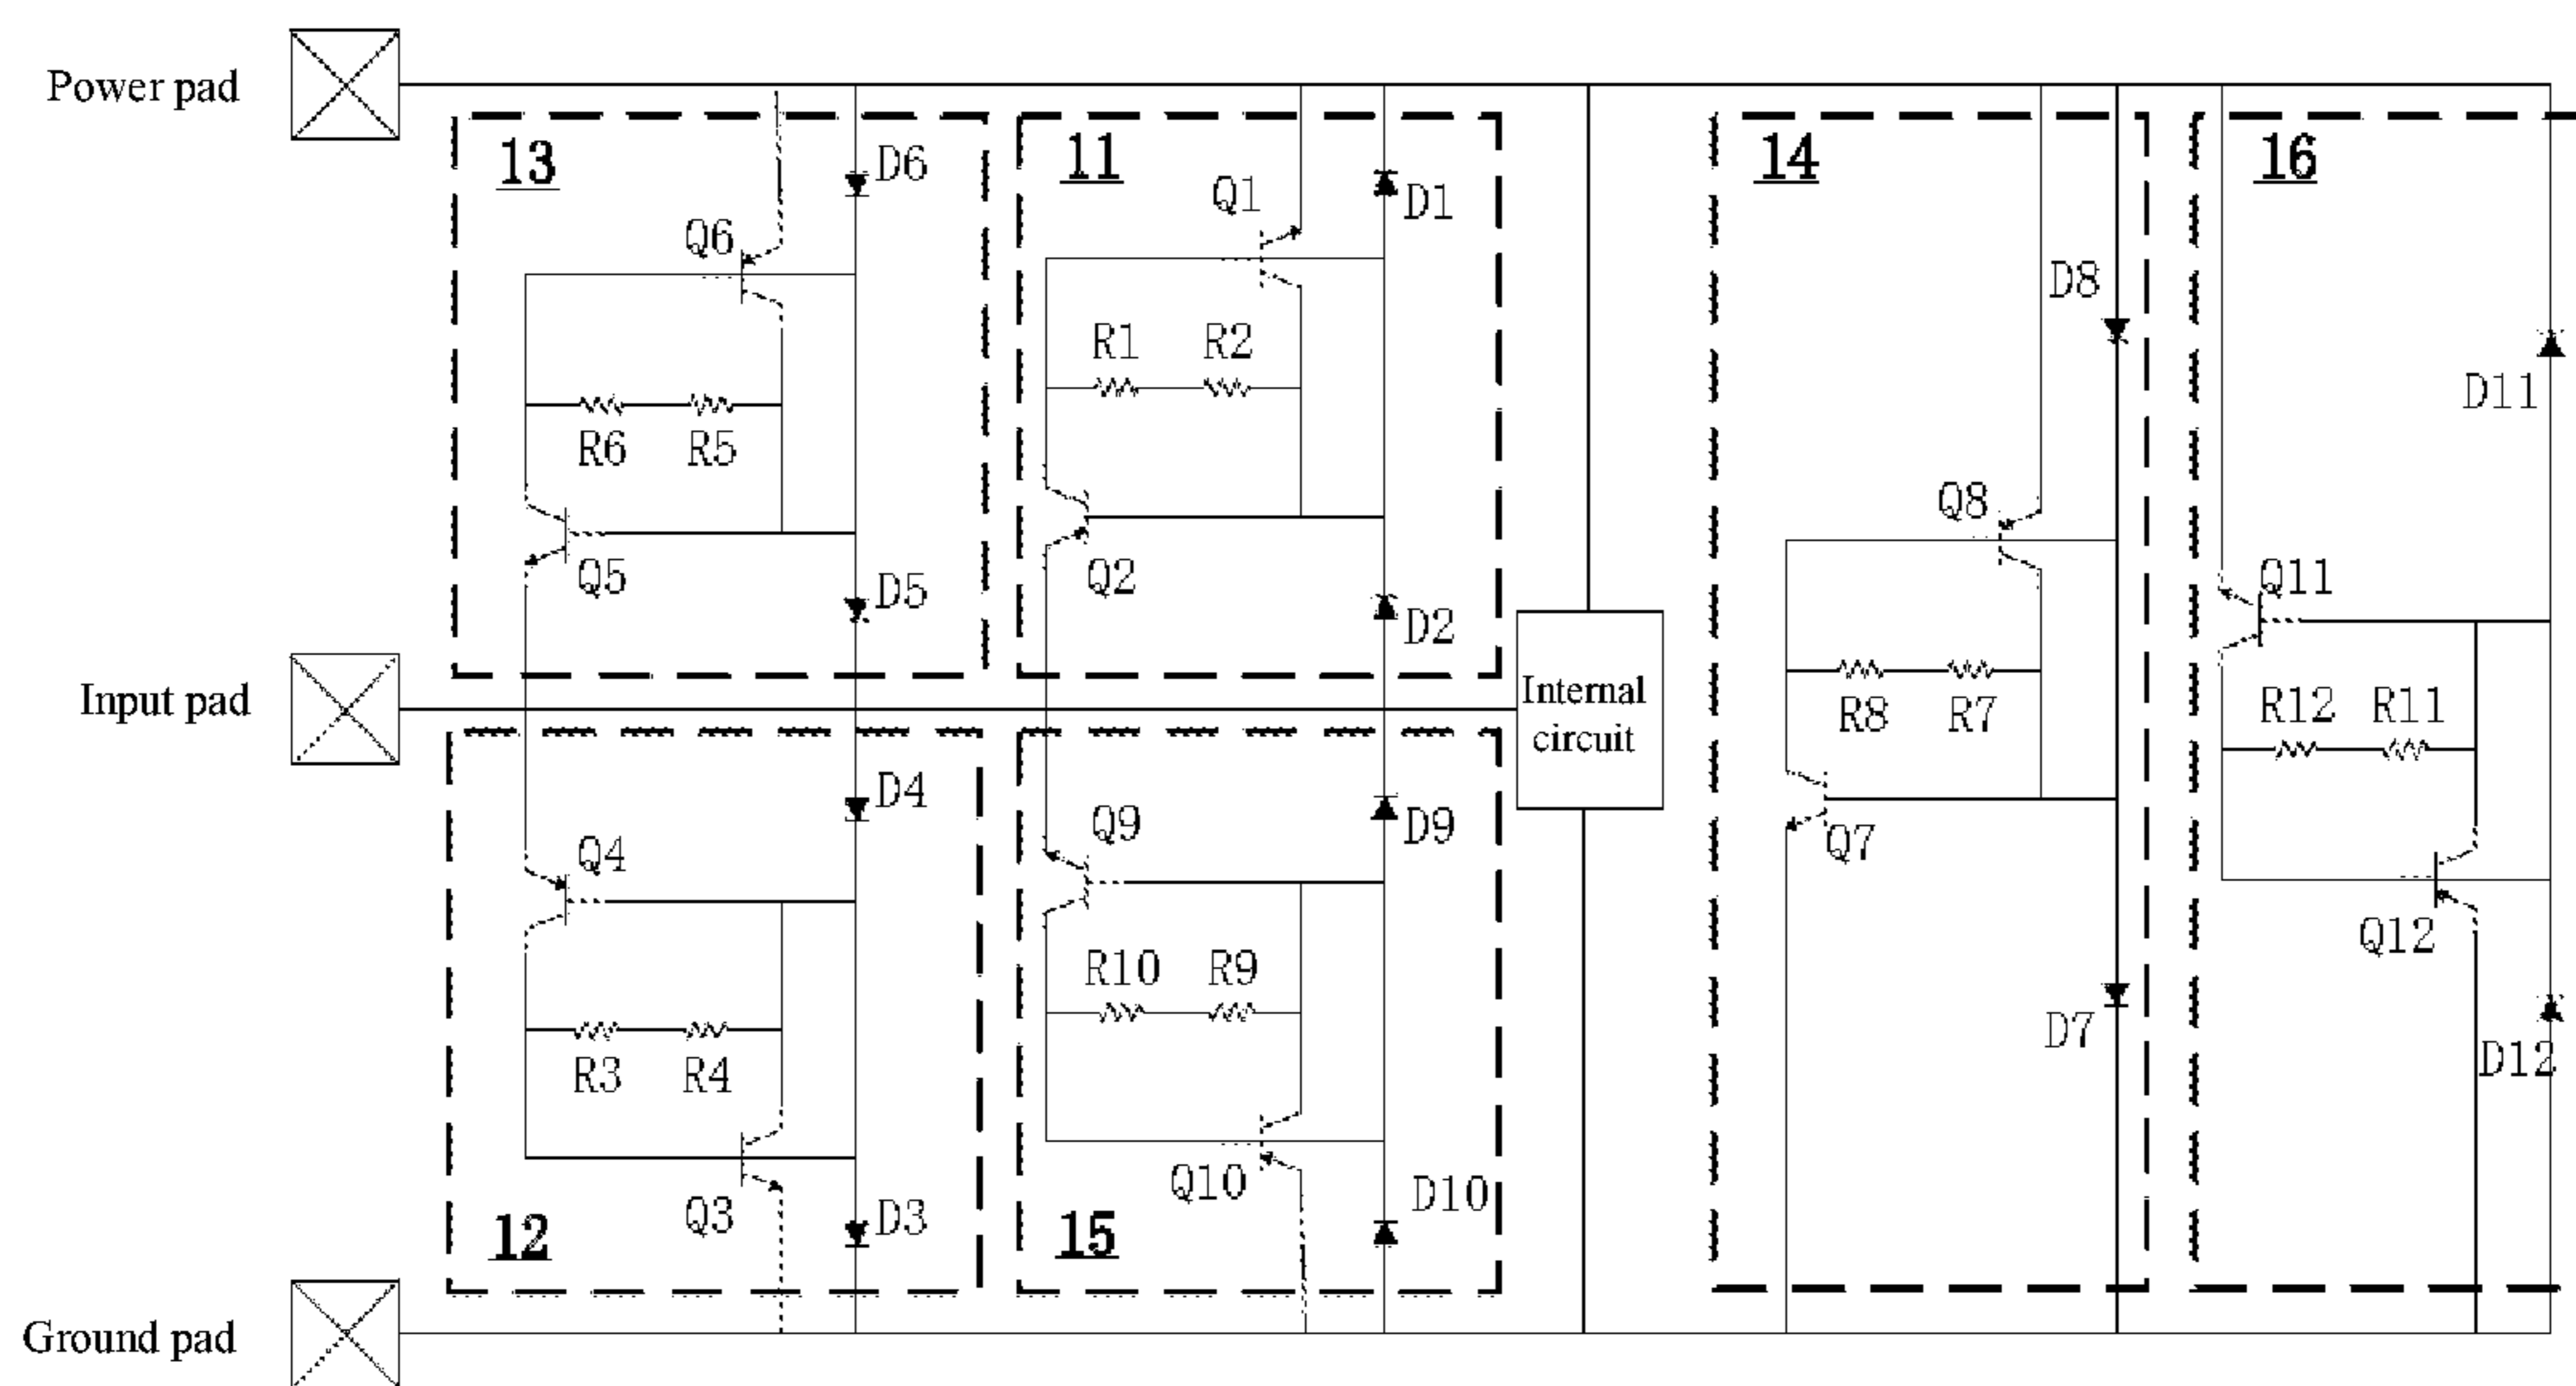 Power pad
13
D6
Q6
R6 R5
Q5
D5
11
Q1
D1
R1 R2
Q2
D2
14
D8
Q8
R8 R7
Q7
D7
16
D11
Q11
R12 R11
Q12
D12
Input pad
Internal
circuit
D4
Q4
R3 R4
Q3
D3
12
Q9
D9
R10 R9
Q10
D10
15
Ground pad